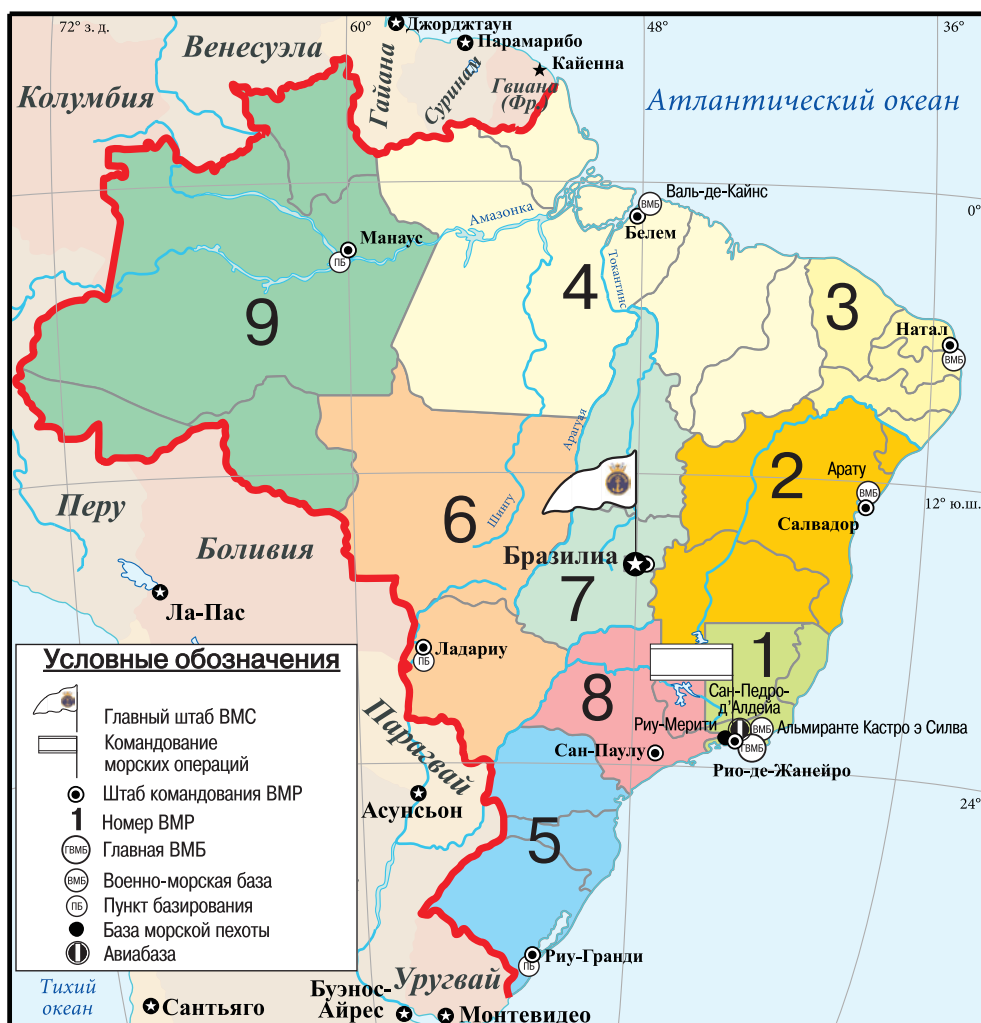 72° з. д.
60°
48°
36°
Джорджтаун
Венесуэла
Парамарибо
Кайенна
Колумбия
Гайана
Суринам
Гвиана
(Фр.)
Атлантический океан
Валь-де-Кайнс
ВМБ
0°
Амазонка
Белем
Манаус
ПБ
Токантинс
4
3
9
Натал
ВМБ
Арагуая
2
Арату
ВМБ
Перу
6
Шингу
12° ю.ш.
Салвадор
Боливия
Бразилиа
7
Ла-Пас
1
Ладариу
ПБ
8
Сан-Педро-
д'Алдейа
Риу-Мерити
ВМБ
Альмиранте Кастро э Силва
ГВМБ
Сан-Паулу
Рио-де-Жанейро
Парагвай
24°
Асунсьон
5
Риу-Гранди
ПБ
Уругвай
Тихий
океан
Сантьяго
Буэнос-
Айрес
Монтевидео
Условные обозначения
Главный штаб ВМС
Командование
морских операций
Штаб командования ВМР
1 Номер ВМР
ГВМБ Главная ВМБ
ВМБ Военно-морская база
ПБ Пункт базирования
База морской пехоты
Авиабаза